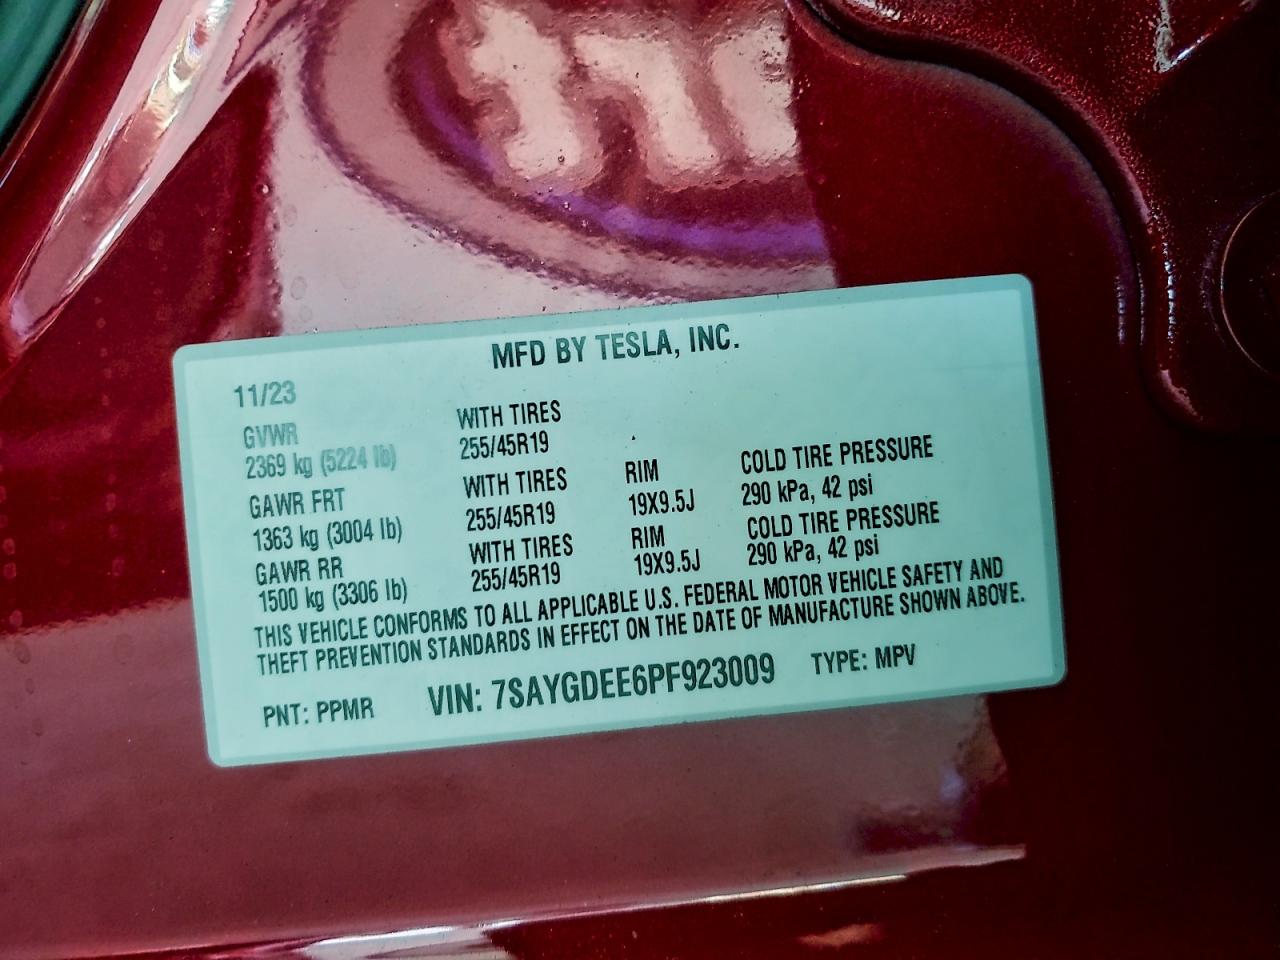 MFD BY TESLA, INC.
11/23
GVWR WITH TIRES
2369 kg (5224 lb) 255/45R19
GAWR FRT WITH TIRES RIM COLD TIRE PRESSURE
1363 kg (3004 lb) 255/45R19 19X9.5J 290 kPa, 42 psi
GAWR RR WITH TIRES RIM COLD TIRE PRESSURE
1500 kg (3306 lb) 255/45R19 19X9.5J 290 kPa, 42 psi
THIS VEHICLE CONFORMS TO ALL APPLICABLE U.S. FEDERAL MOTOR VEHICLE SAFETY AND
THEFT PREVENTION STANDARDS IN EFFECT ON THE DATE OF MANUFACTURE SHOWN ABOVE.
PNT: PPMR VIN: 7SAYGDEE6PF923009 TYPE: MPV